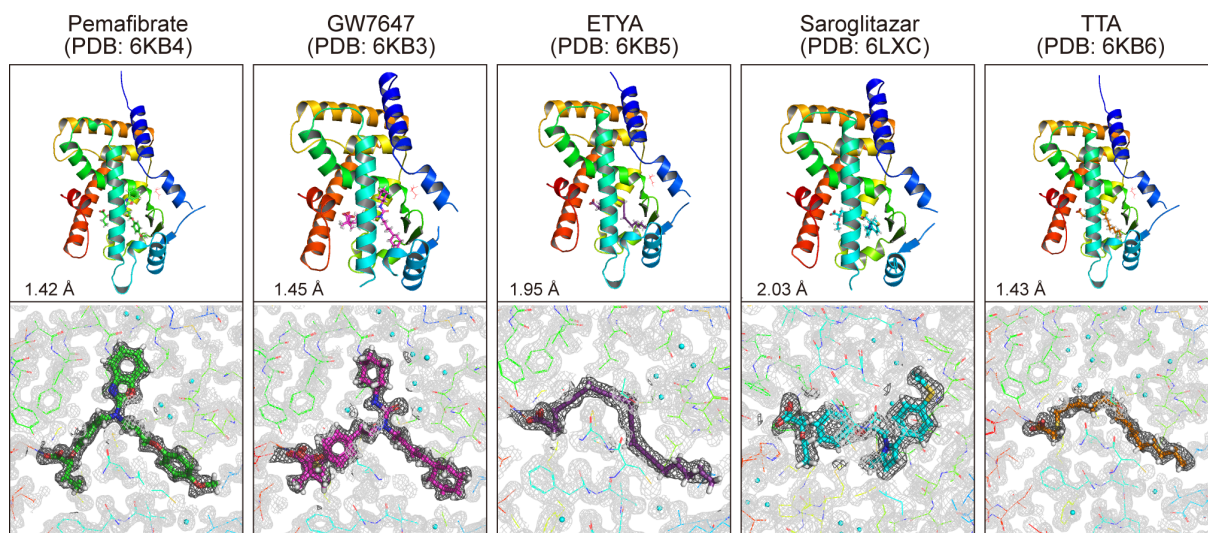 Pemafibrate
(PDB: 6KB4)
GW7647
(PDB: 6KB3)
ETYA
(PDB: 6KB5)
Saroglitazar
(PDB: 6LXC)
TTA
(PDB: 6KB6)
1.42 Å
1.45 Å
1.95 Å
2.03 Å
1.43 Å